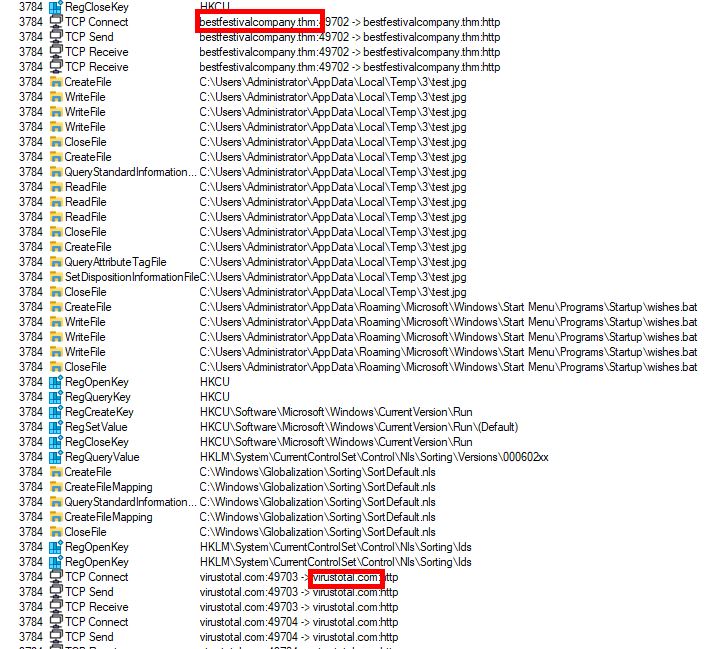 3784 RegCloseKey HKCU
3784 TCP Connect bestfestivalcompany.thm:49702 -> bestfestivalcompany.thm:http
3784 TCP Send bestfestivalcompany.thm:49702 -> bestfestivalcompany.thm:http
3784 TCP Receive bestfestivalcompany.thm:49702 -> bestfestivalcompany.thm:http
3784 TCP Receive bestfestivalcompany.thm:49702 -> bestfestivalcompany.thm:http
3784 CreateFile C:\Users\Administrator\AppData\Local\Temp\3\test.jpg
3784 WriteFile C:\Users\Administrator\AppData\Local\Temp\3\test.jpg
3784 WriteFile C:\Users\Administrator\AppData\Local\Temp\3\test.jpg
3784 WriteFile C:\Users\Administrator\AppData\Local\Temp\3\test.jpg
3784 CloseFile C:\Users\Administrator\AppData\Local\Temp\3\test.jpg
3784 CreateFile C:\Users\Administrator\AppData\Local\Temp\3\test.jpg
3784 QueryStandardInformation... C:\Users\Administrator\AppData\Local\Temp\3\test.jpg
3784 ReadFile C:\Users\Administrator\AppData\Local\Temp\3\test.jpg
3784 ReadFile C:\Users\Administrator\AppData\Local\Temp\3\test.jpg
3784 ReadFile C:\Users\Administrator\AppData\Local\Temp\3\test.jpg
3784 CloseFile C:\Users\Administrator\AppData\Local\Temp\3\test.jpg
3784 CreateFile C:\Users\Administrator\AppData\Local\Temp\3\test.jpg
3784 QueryAttributeTagFile C:\Users\Administrator\AppData\Local\Temp\3\test.jpg
3784 SetDispositionInformationFile C:\Users\Administrator\AppData\Local\Temp\3\test.jpg
3784 CloseFile C:\Users\Administrator\AppData\Local\Temp\3\test.jpg
3784 CreateFile C:\Users\Administrator\AppData\Roaming\Microsoft\Windows\Start Menu\Programs\Startup\wishes.bat
3784 WriteFile C:\Users\Administrator\AppData\Roaming\Microsoft\Windows\Start Menu\Programs\Startup\wishes.bat
3784 WriteFile C:\Users\Administrator\AppData\Roaming\Microsoft\Windows\Start Menu\Programs\Startup\wishes.bat
3784 WriteFile C:\Users\Administrator\AppData\Roaming\Microsoft\Windows\Start Menu\Programs\Startup\wishes.bat
3784 CloseFile C:\Users\Administrator\AppData\Roaming\Microsoft\Windows\Start Menu\Programs\Startup\wishes.bat
3784 RegOpenKey HKCU
3784 RegQueryKey HKCU
3784 RegCreateKey HKCU\Software\Microsoft\Windows\CurrentVersion\Run
3784 RegSetValue HKCU\Software\Microsoft\Windows\CurrentVersion\Run\(Default)
3784 RegCloseKey HKCU\Software\Microsoft\Windows\CurrentVersion\Run
3784 RegQueryValue HKLM\System\CurrentControlSet\Control\Nls\Sorting\Versions\000602xx
3784 CreateFile C:\Windows\Globalization\Sorting\SortDefault.nls
3784 CreateFileMapping C:\Windows\Globalization\Sorting\SortDefault.nls
3784 QueryStandardInformation... C:\Windows\Globalization\Sorting\SortDefault.nls
3784 CreateFileMapping C:\Windows\Globalization\Sorting\SortDefault.nls
3784 CloseFile C:\Windows\Globalization\Sorting\SortDefault.nls
3784 RegOpenKey HKLM\System\CurrentControlSet\Control\Nls\Sorting\Ids
3784 RegOpenKey HKLM\System\CurrentControlSet\Control\Nls\Sorting\Ids
3784 TCP Connect virustotal.com:49703 -> virustotal.com:http
3784 TCP Send virustotal.com:49703 -> virustotal.com:http
3784 TCP Receive virustotal.com:49703 -> virustotal.com:http
3784 TCP Connect virustotal.com:49704 -> virustotal.com:http
3784 TCP Send virustotal.com:49704 -> virustotal.com:http